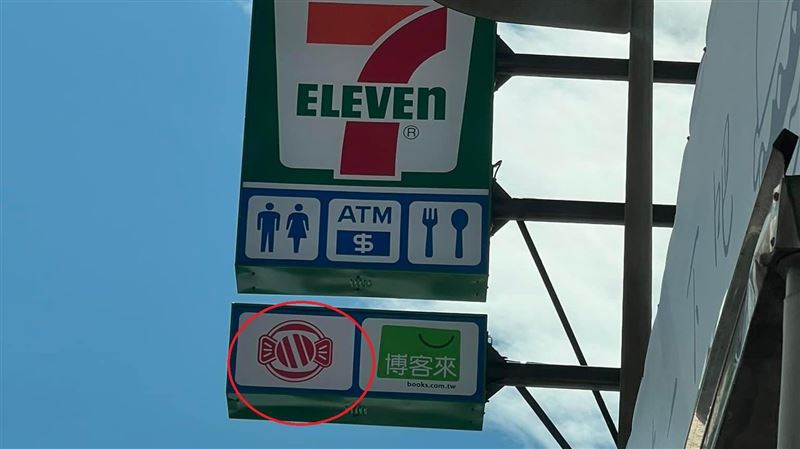 7
ELEVEn
®
ATM
$
博客來
books.com.tw